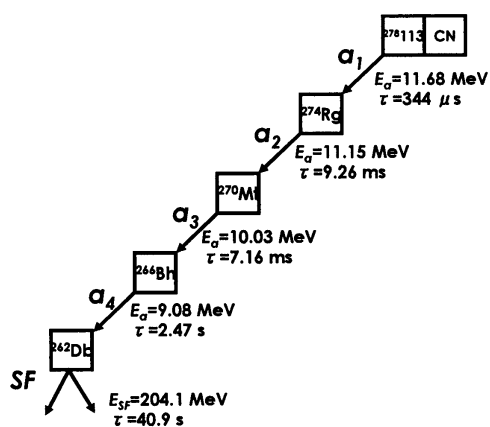 ²⁷⁸113 CN
a₁
Eα=11.68 MeV
τ=344 μs
²⁷⁴Rg
a₂
Eα=11.15 MeV
τ=9.26 ms
²⁷⁰Mt
a₃
Eα=10.03 MeV
τ=7.16 ms
²⁶⁶Bh
a₄
Eα=9.08 MeV
τ=2.47 s
²⁶²Db
SF
E_SF=204.1 MeV
τ=40.9 s